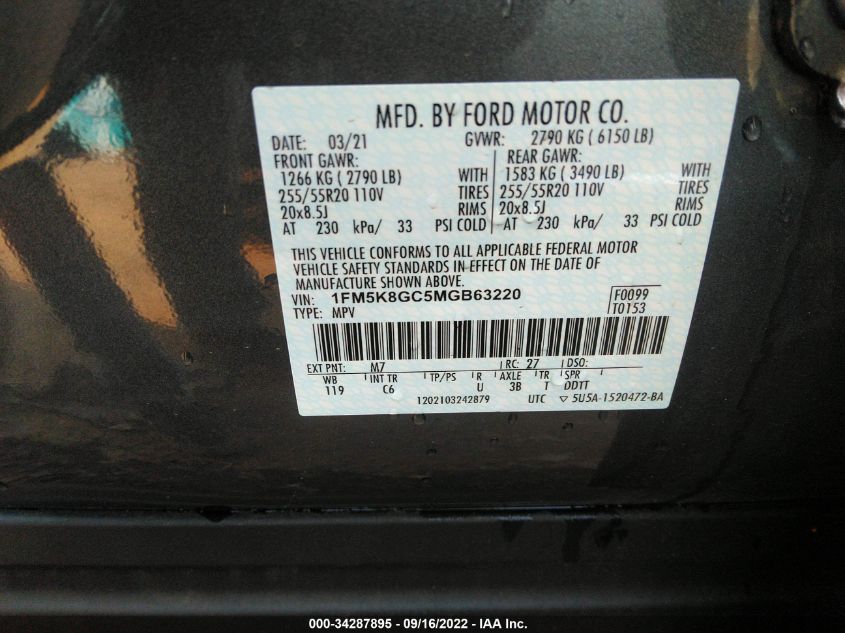 MFD. BY FORD MOTOR CO.
DATE: 03/21 GVWR: 2790 KG ( 6150 LB)
FRONT GAWR: REAR GAWR:
1266 KG ( 2790 LB) WITH 1583 KG ( 3490 LB) WITH
255/55R20 110V TIRES 255/55R20 110V TIRES
20x8.5J RIMS 20x8.5J RIMS
AT 230 kPa/ 33 PSI COLD AT 230 kPa/ 33 PSI COLD
THIS VEHICLE CONFORMS TO ALL APPLICABLE FEDERAL MOTOR
VEHICLE SAFETY STANDARDS IN EFFECT ON THE DATE OF
MANUFACTURE SHOWN ABOVE.
VIN: 1FM5K8GC5MGB63220 F0099
TYPE: MPV T0153
EXT PNT: M7 RC: 27 DSO:
WB INT TR TP/PS R AXLE TR SPR
119 C6 U 3B T DDTT
1202103242879 UTC ▽ 5U5A-1520472-BA
000-34287895 - 09/16/2022 - IAA Inc.